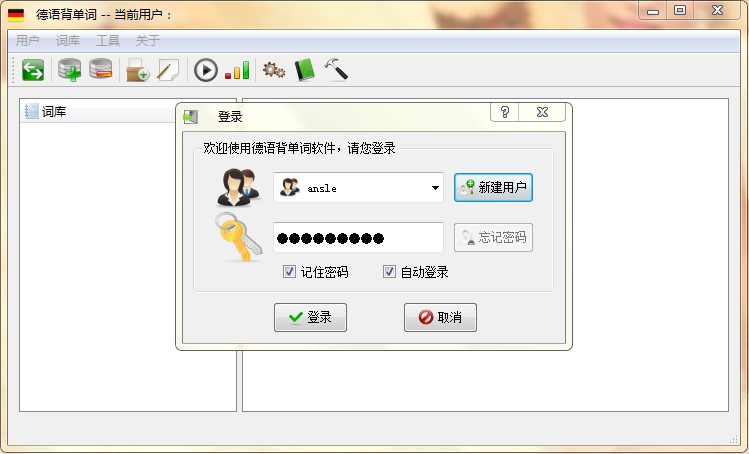 德语背单词 -- 当前用户：
用户 词库 工具 关于
词库
登录
欢迎使用德语背单词软件，请您登录
ansle
新建用户
忘记密码
记住密码 自动登录
登录 取消